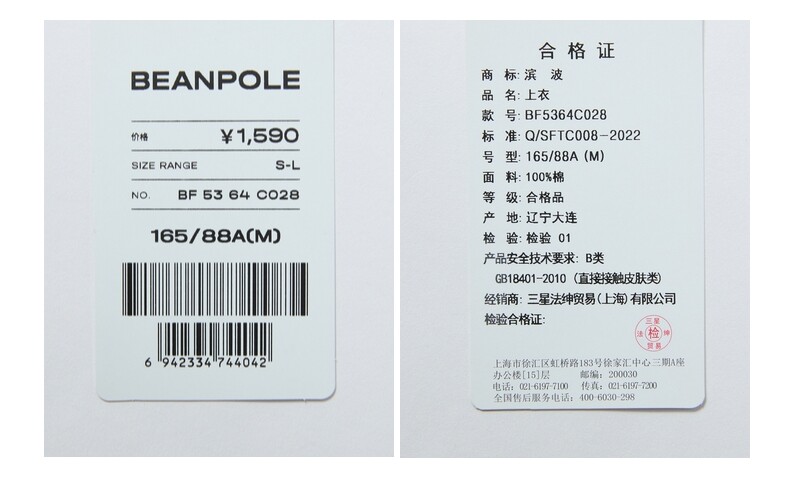 BEANPOLE
价格 ¥1,590
SIZE RANGE S-L
NO. BF 53 64 C028
165/88A(M)
6 942334 744042
合格证
商 标: 滨 波
品 名: 上衣
款 号: BF5364C028
标 准: Q/SFTC008-2022
号 型: 165/88A (M)
面 料: 100%棉
等 级: 合格品
产 地: 辽宁大连
检 验: 检验 01
产品安全技术要求: B类
GB18401-2010 (直接接触皮肤类)
经销商: 三星法绅贸易(上海)有限公司
检验合格证:
三星
法 检 绅
贸易
上海市徐汇区虹桥路183号徐家汇中心三期A座
办公楼[15]层 邮编: 200030
电话: 021-6197-7100 传真: 021-6197-7200
全国售后服务电话: 400-6030-298